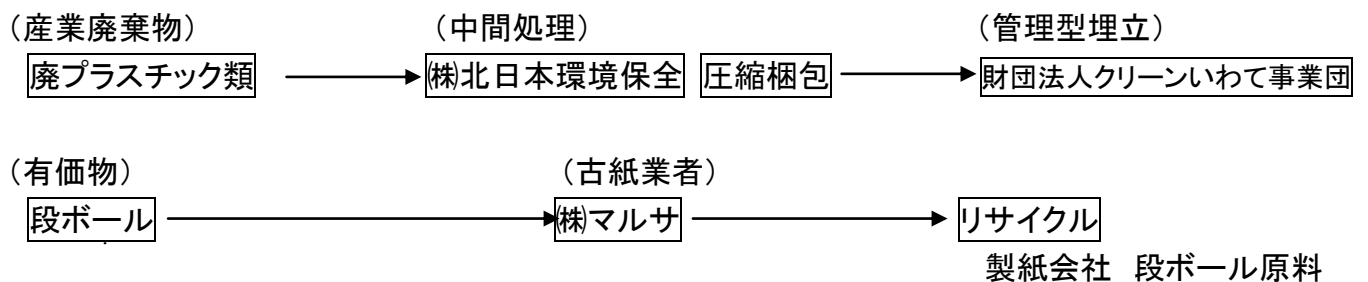 （産業廃棄物） （中間処理） （管理型埋立）
廃プラスチック類 ㈱北日本環境保全 圧縮梱包 財団法人クリーンいわて事業団
（有価物） （古紙業者）
段ボール ㈱マルサ リサイクル
製紙会社 段ボール原料